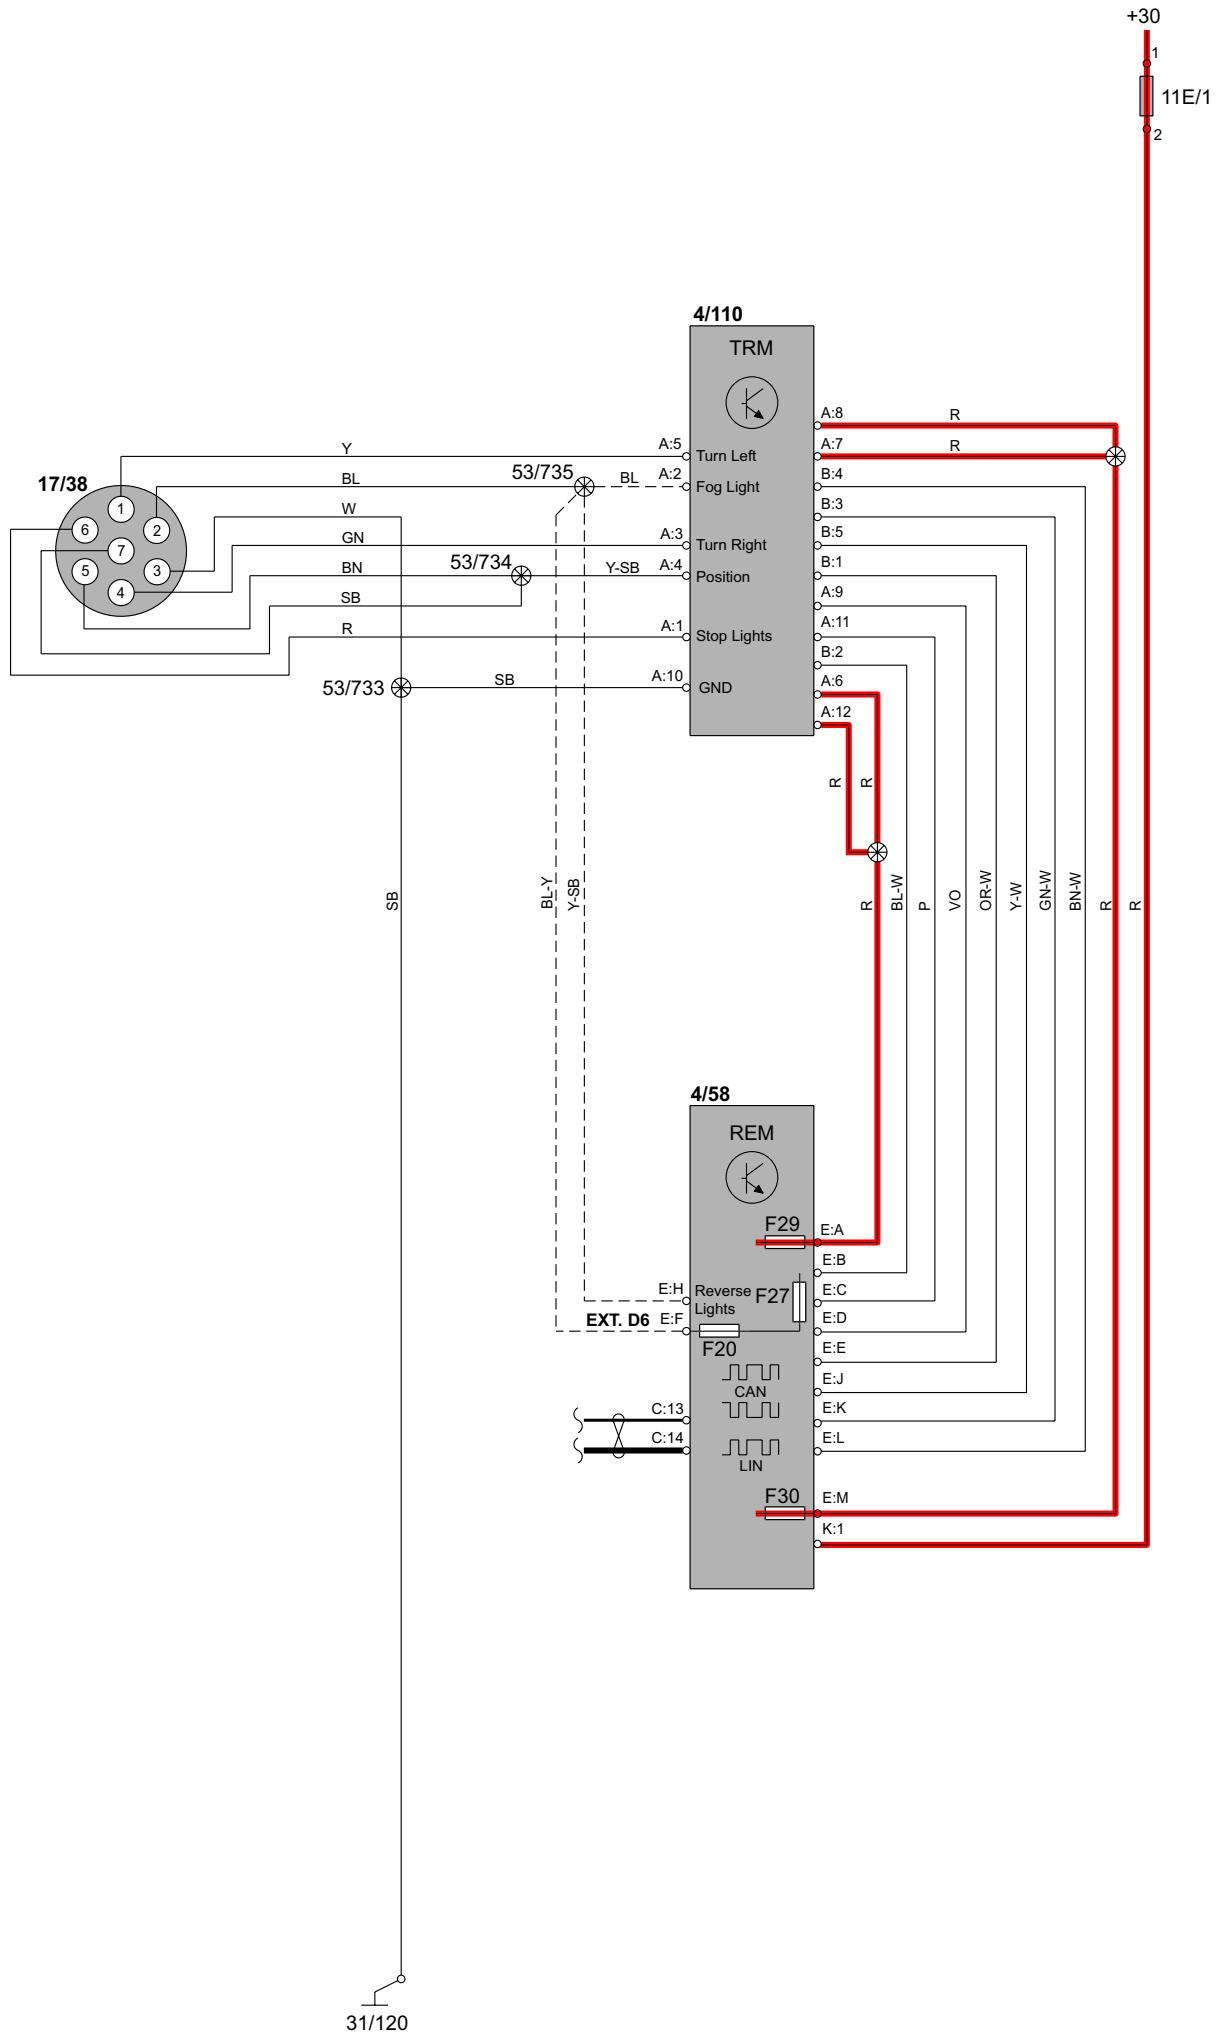 +30
1
11E/1
2
4/110
TRM
A:8
R
A:7
R
Y
A:5
Turn Left
17/38
BL
53/735
BL
A:2
Fog Light
B:4
W
B:3
GN
A:3
Turn Right
B:5
BN
53/734
Y-SB
A:4
Position
B:1
SB
A:9
R
A:1
Stop Lights
A:11
B:2
53/733
SB
A:10
GND
A:6
A:12
1
2
3
4
5
6
7
R
R
SB
BL-Y
Y-SB
R
BL-W
P
VO
OR-W
Y-W
GN-W
BN-W
R
R
4/58
REM
F29
E:A
E:B
E:H
Reverse
Lights
F27
E:C
EXT. D6
E:F
F20
E:D
E:E
CAN
E:J
C:13
E:K
C:14
LIN
E:L
F30
E:M
K:1
31/120